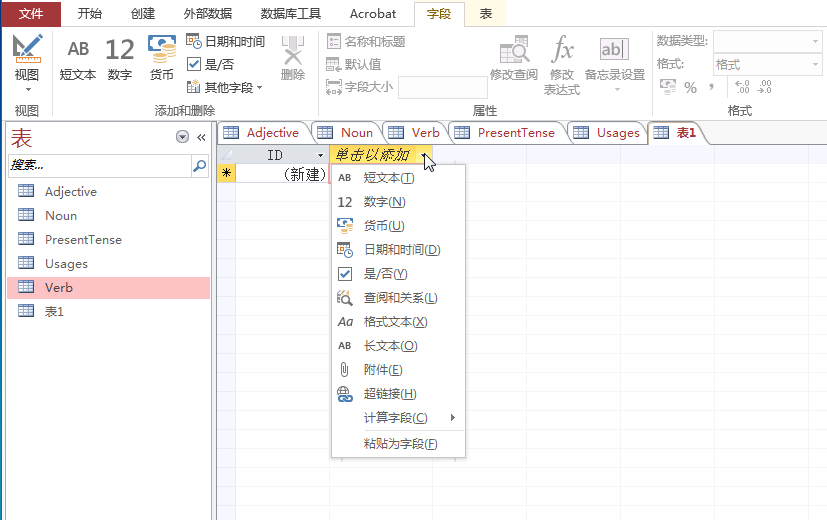 文件 开始 创建 外部数据 数据库工具 Acrobat 字段 表
视图
AB 短文本
12 数字
货币
日期和时间
是/否
其他字段
删除
名称和标题
默认值
字段大小
修改查阅
fx 修改表达式
ab 备忘录设置
数据类型:
格式: 格式
% , .00 .00
视图 添加和删除 属性 格式
表
搜索...
Adjective
Noun
PresentTense
Usages
Verb
表1
Adjective Noun Verb PresentTense Usages 表1
ID 单击以添加
* (新建)
AB 短文本(T)
12 数字(N)
货币(U)
日期和时间(D)
是/否(Y)
查阅和关系(L)
Aa 格式文本(X)
AB 长文本(O)
附件(E)
超链接(H)
计算字段(C)
粘贴为字段(F)